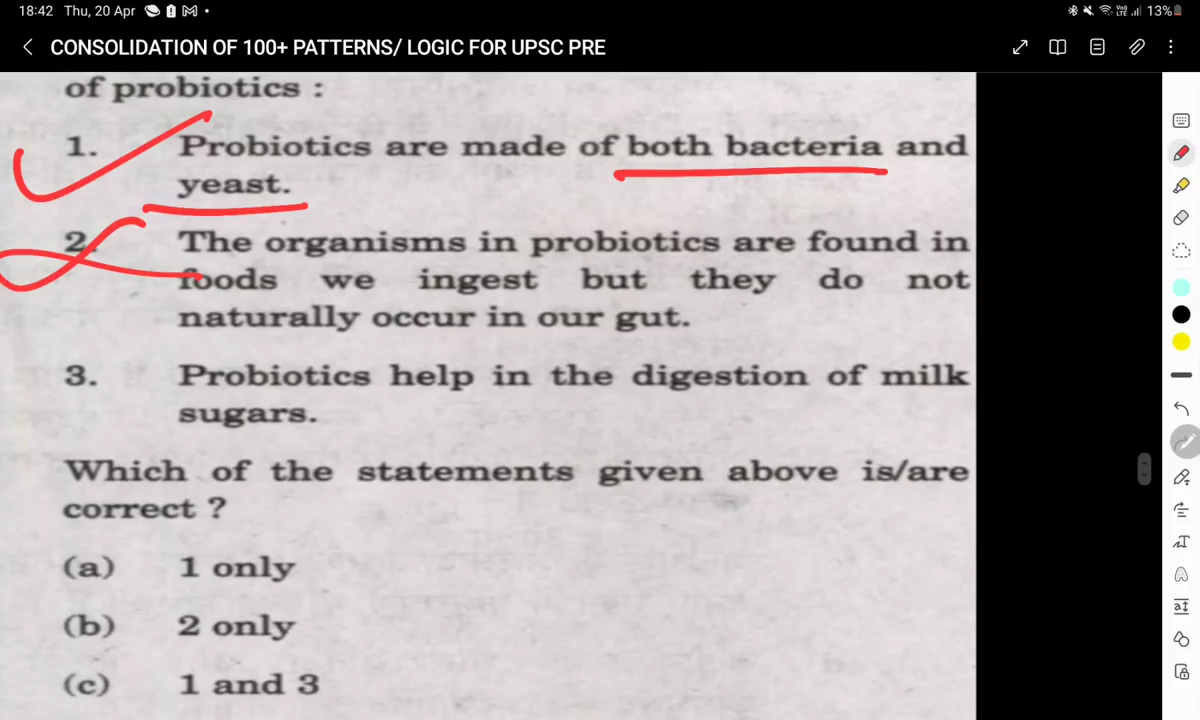 18:42 Thu, 20 Apr 13%
CONSOLIDATION OF 100+ PATTERNS/ LOGIC FOR UPSC PRE
of probiotics :
1. Probiotics are made of both bacteria and
yeast.
2. The organisms in probiotics are found in
foods we ingest but they do not
naturally occur in our gut.
3. Probiotics help in the digestion of milk
sugars.
Which of the statements given above is/are
correct ?
(a) 1 only
(b) 2 only
(c) 1 and 3